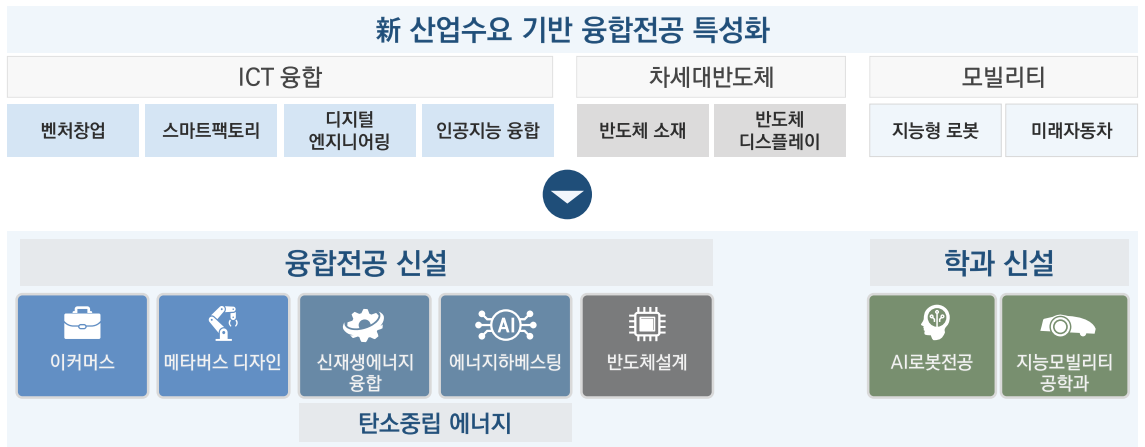 新 산업수요 기반 융합전공 특성화
ICT 융합
차세대반도체
모빌리티
벤처창업
스마트팩토리
디지털
엔지니어링
인공지능 융합
반도체 소재
반도체
디스플레이
지능형 로봇
미래자동차
융합전공 신설
학과 신설
이커머스
메타버스 디자인
신재생에너지
융합
AI
에너지하베스팅
반도체설계
AI로봇전공
지능모빌리티
공학과
탄소중립 에너지